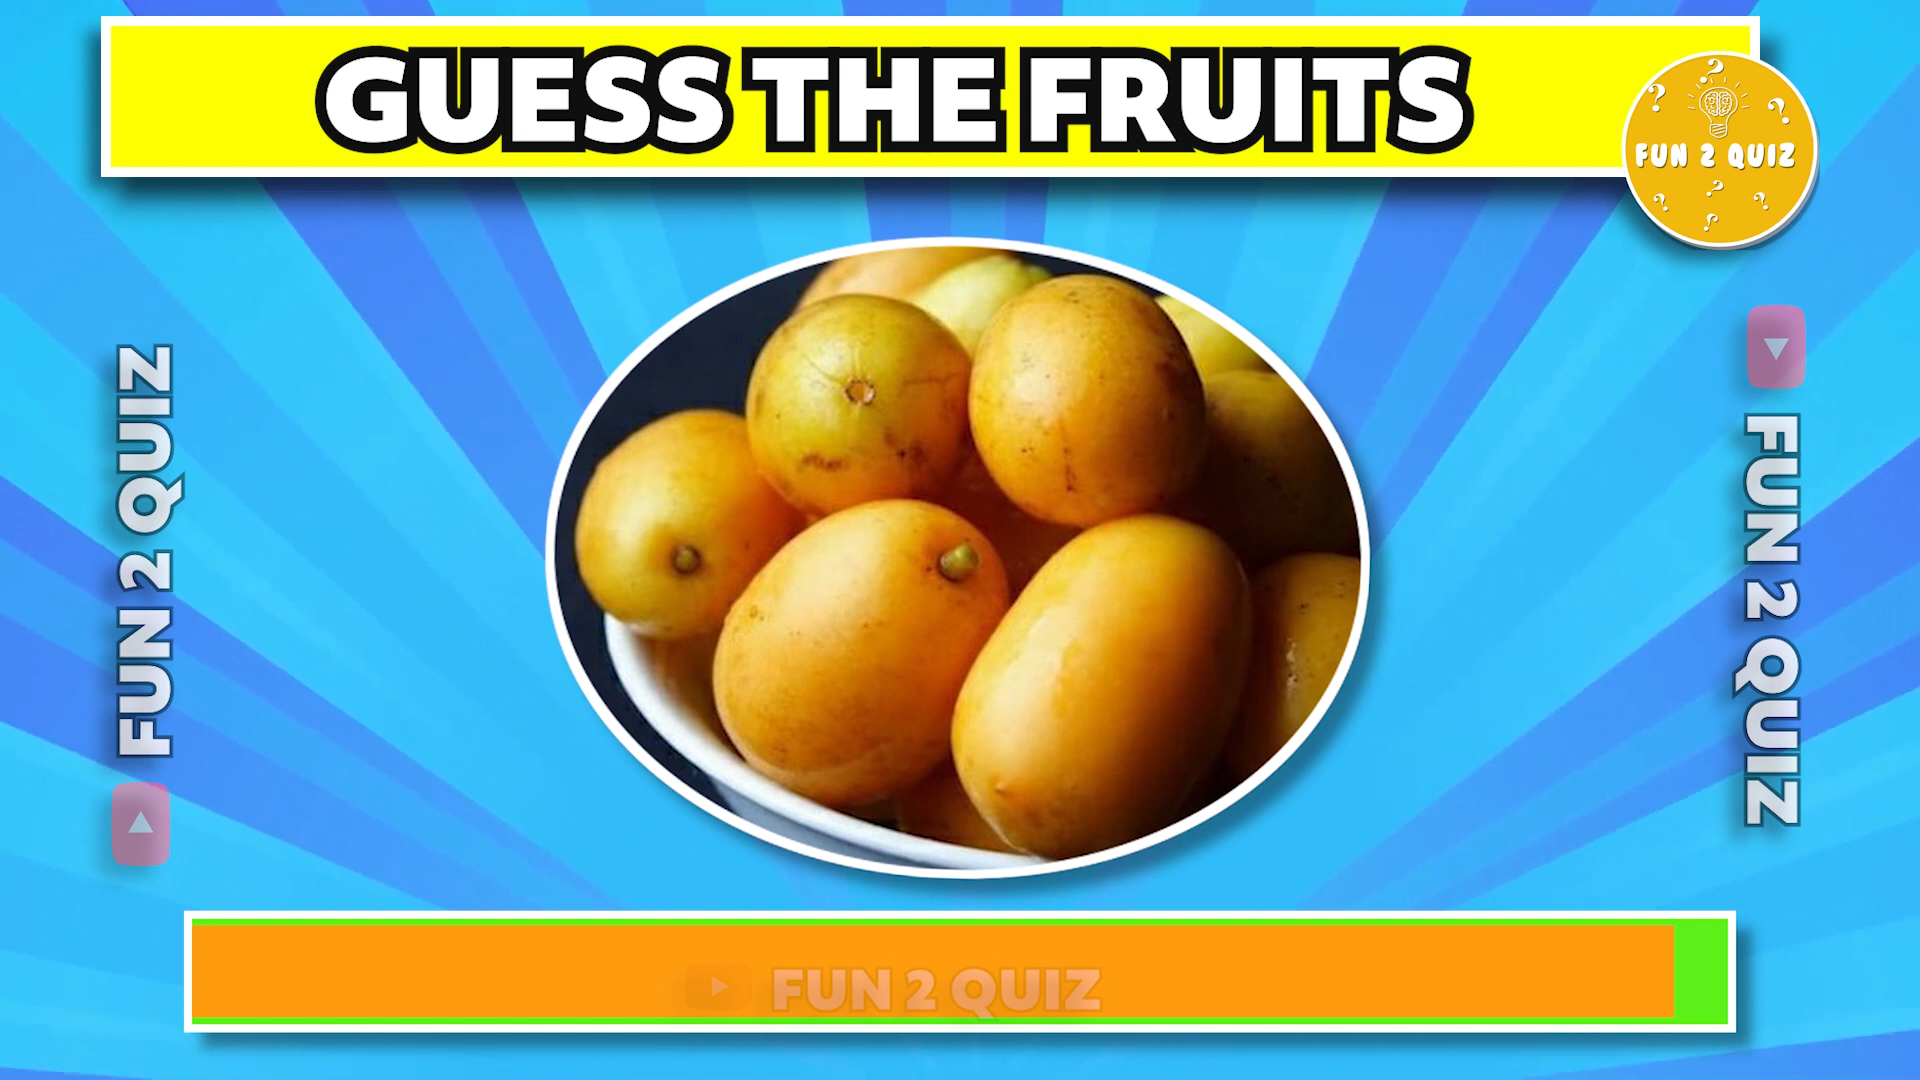 GUESS THE FRUITS
? ? ?
FUN 2 QUIZ
? ? ? ?
FUN 2 QUIZ
FUN 2 QUIZ
FUN 2 QUIZ